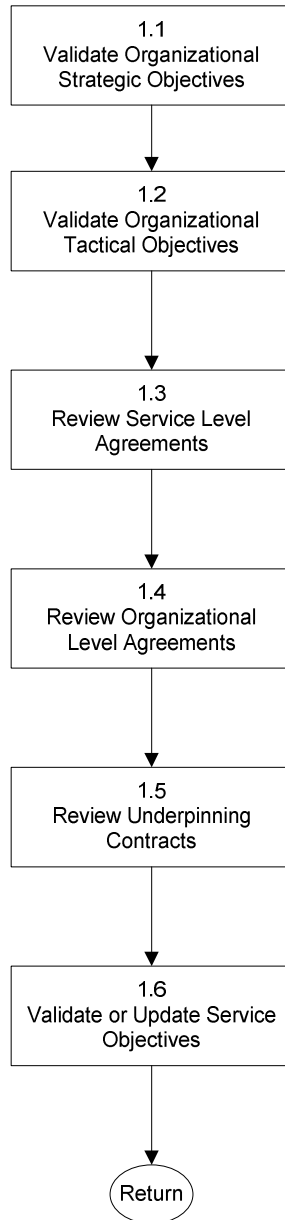 1.1
Validate Organizational
Strategic Objectives
1.2
Validate Organizational
Tactical Objectives
1.3
Review Service Level
Agreements
1.4
Review Organizational
Level Agreements
1.5
Review Underpinning
Contracts
1.6
Validate or Update Service
Objectives
Return